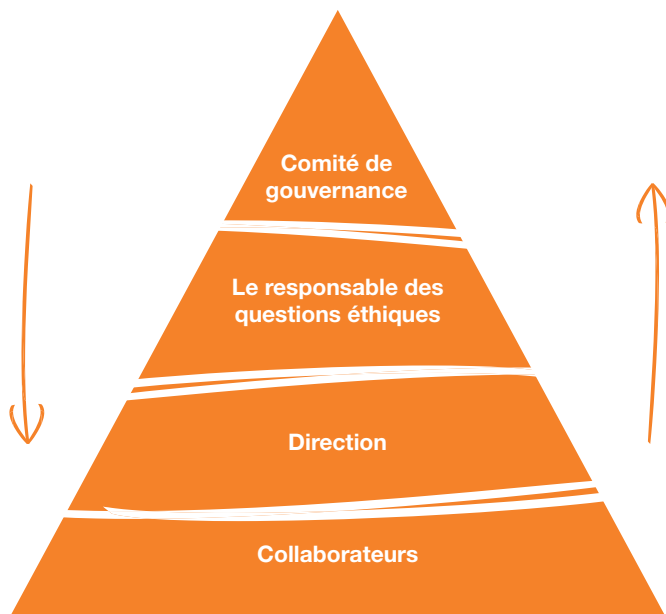 Comité de
gouvernance
Le responsable des
questions éthiques
Direction
Collaborateurs